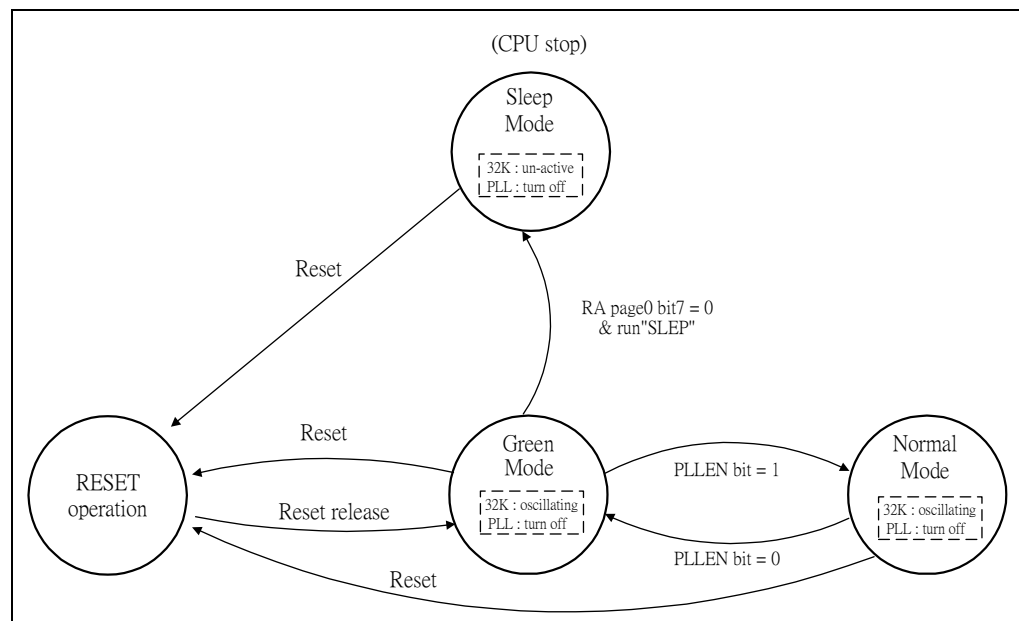 (CPU stop)
Sleep
Mode
32K : un-active
PLL : turn off
Reset
RA page0 bit7 = 0
& run"SLEP"
Reset
Green
Mode
Normal
Mode
PLLEN bit = 1
RESET
operation
32K : oscillating
PLL : turn off
32K : oscillating
PLL : turn off
Reset release
PLLEN bit = 0
Reset